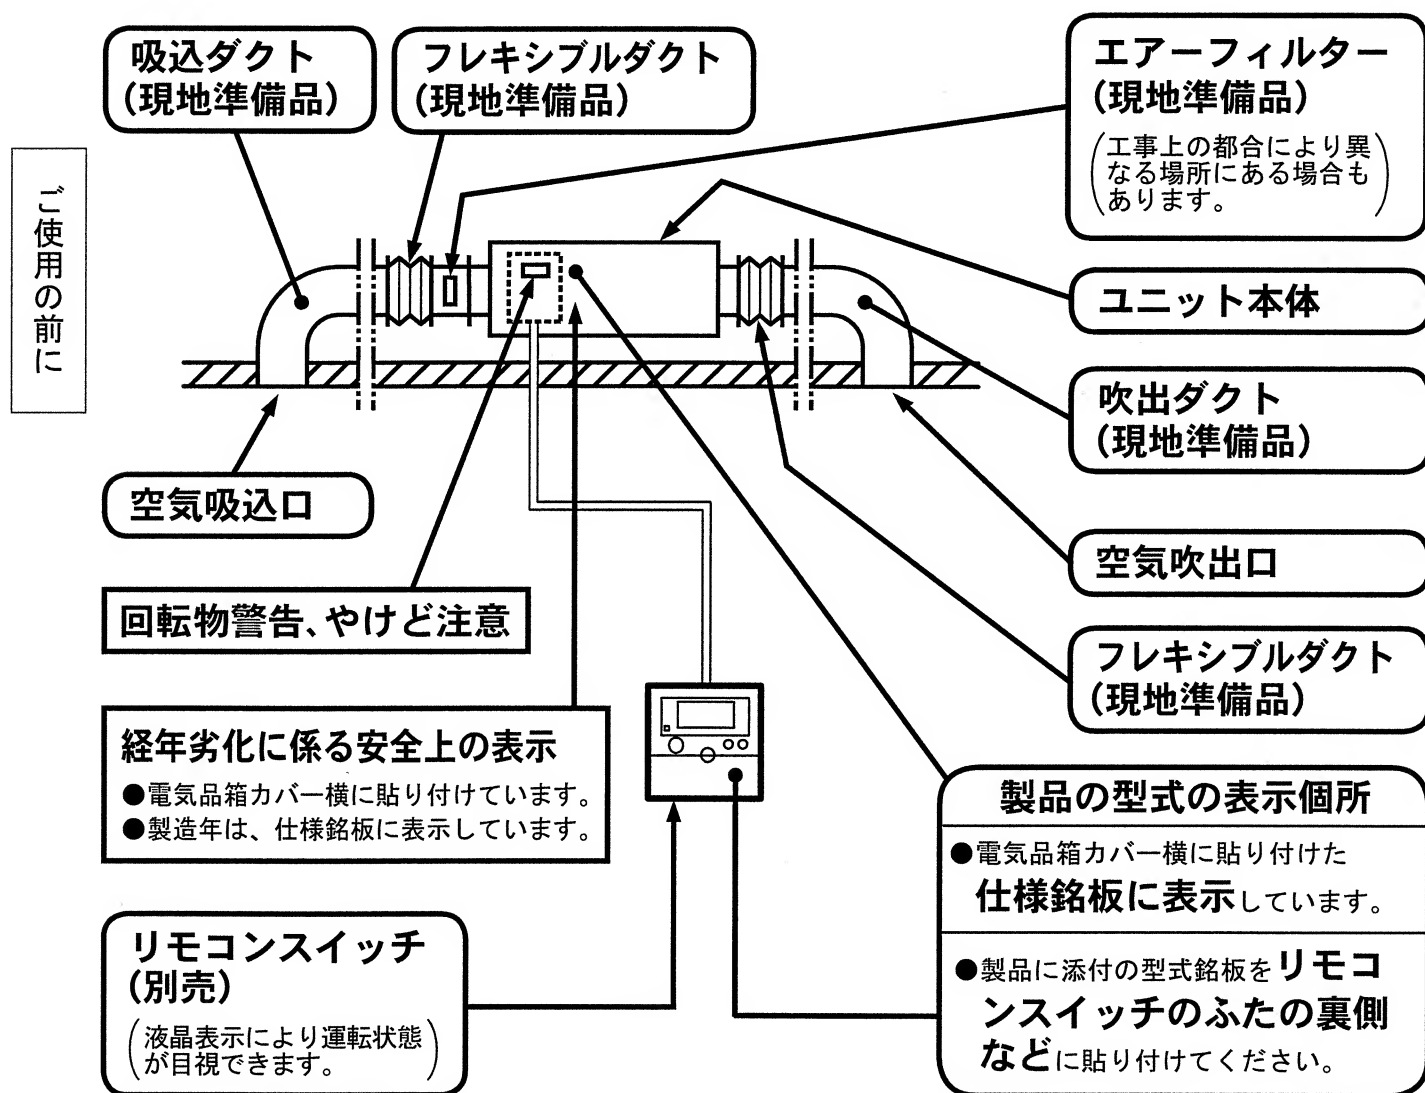 ご使用の前に
吸込ダクト
(現地準備品)
フレキシブルダクト
(現地準備品)
エアーフィルター
(現地準備品)
(工事上の都合により異
なる場所にある場合も
あります。)
ユニット本体
吹出ダクト
(現地準備品)
空気吸込口
空気吹出口
回転物警告、やけど注意
フレキシブルダクト
(現地準備品)
経年劣化に係る安全上の表示
●電気品箱カバー横に貼り付けています。
●製造年は、仕様銘板に表示しています。
製品の型式の表示個所
●電気品箱カバー横に貼り付けた
仕様銘板に表示しています。
●製品に添付の型式銘板をリモコ
ンスイッチのふたの裏側
などに貼り付けてください。
リモコンスイッチ
(別売)
(液晶表示により運転状態
が目視できます。)